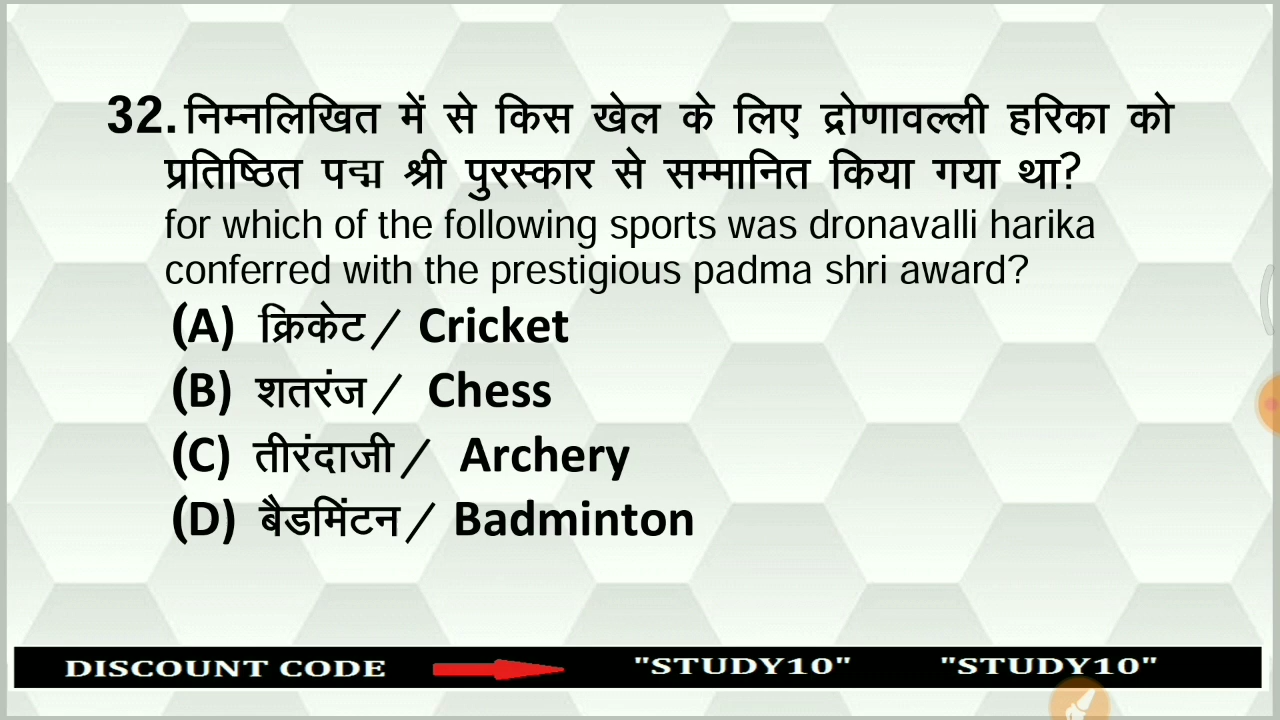 32. निम्नलिखित में से किस खेल के लिए द्रोणावल्ली हरिका को
प्रतिष्ठित पद्म श्री पुरस्कार से सम्मानित किया गया था?
for which of the following sports was dronavalli harika
conferred with the prestigious padma shri award?
(A) क्रिकेट / Cricket
(B) शतरंज / Chess
(C) तीरंदाजी / Archery
(D) बैडमिंटन / Badminton
DISCOUNT CODE "STUDY10" "STUDY10"